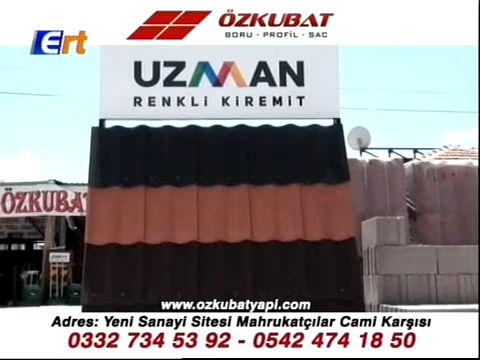 Ert
ÖZKUBAT
BORU - PROFİL - SAC
UZMAN
RENKLİ KİREMİT
ÖZKUBAT
www.ozkubatyapi.com
Adres: Yeni Sanayi Sitesi Mahrukatçılar Cami Karşısı
0332 734 53 92 - 0542 474 18 50